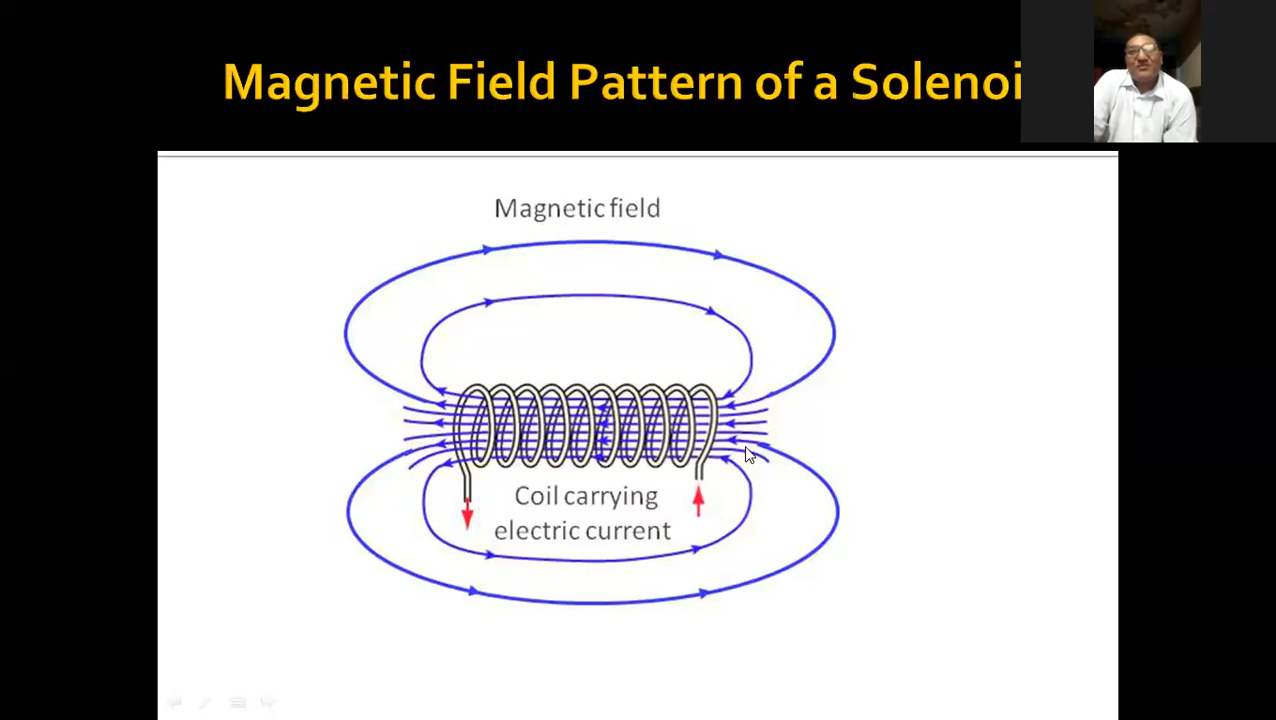 Magnetic Field Pattern of a Solenoi
Magnetic field
Coil carrying
electric current